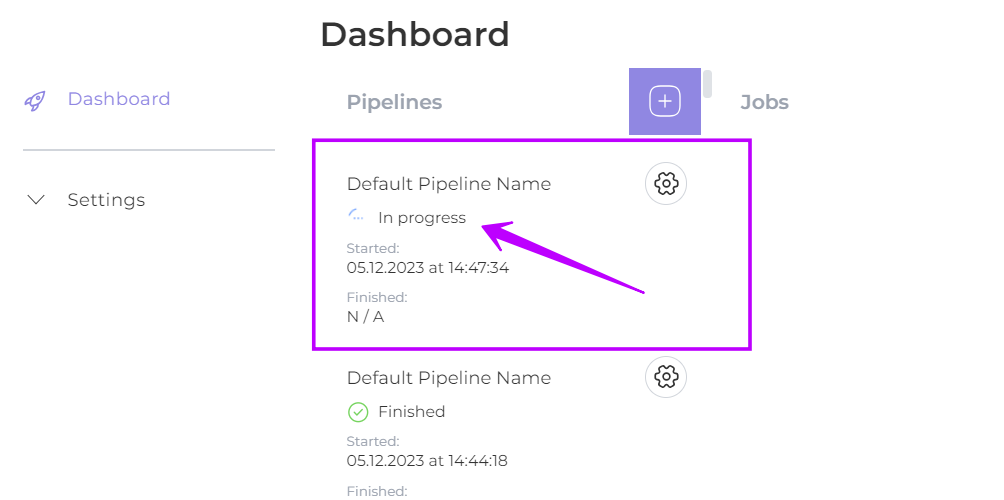 Dashboard
Dashboard
Settings
Pipelines
Jobs
Default Pipeline Name
In progress
Started:
05.12.2023 at 14:47:34
Finished:
N / A
Default Pipeline Name
Finished
Started:
05.12.2023 at 14:44:18
Finished: